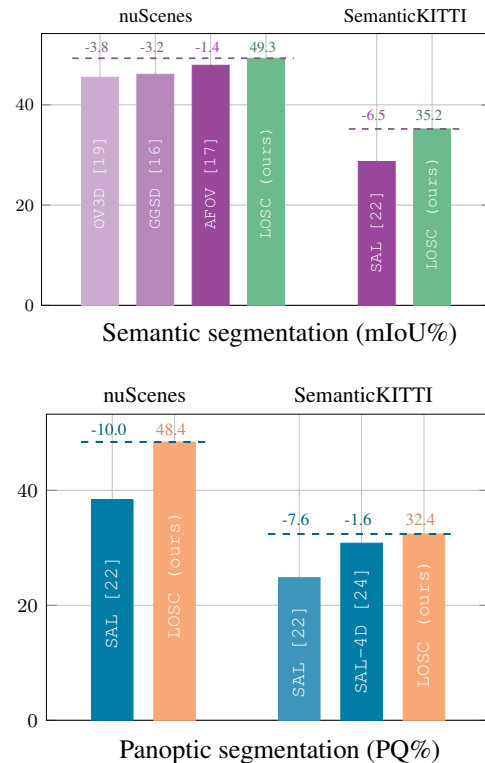 nuScenes SemanticKITTI
-3.8 -3.2 -1.4 49.3
-6.5 35.2
40
20
0
OV3D [19]
GGSD [16]
AFOV [17]
LOSC (ours)
SAL [22]
LOSC (ours)
Semantic segmentation (mIoU%)
nuScenes SemanticKITTI
-10.0 48.4
-7.6 -1.6 32.4
40
20
0
SAL [22]
LOSC (ours)
SAL [22]
SAL-4D [24]
LOSC (ours)
Panoptic segmentation (PQ%)